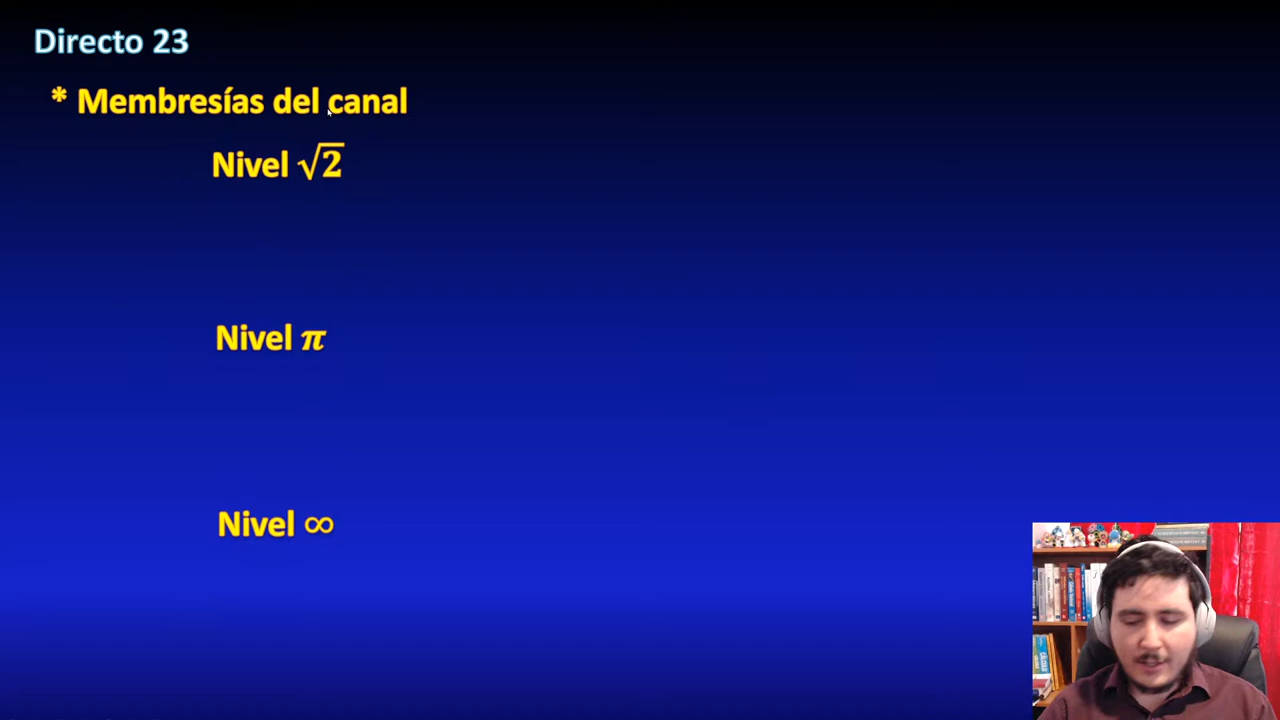 Directo 23
* Membresías del canal
Nivel √2
Nivel π
Nivel ∞